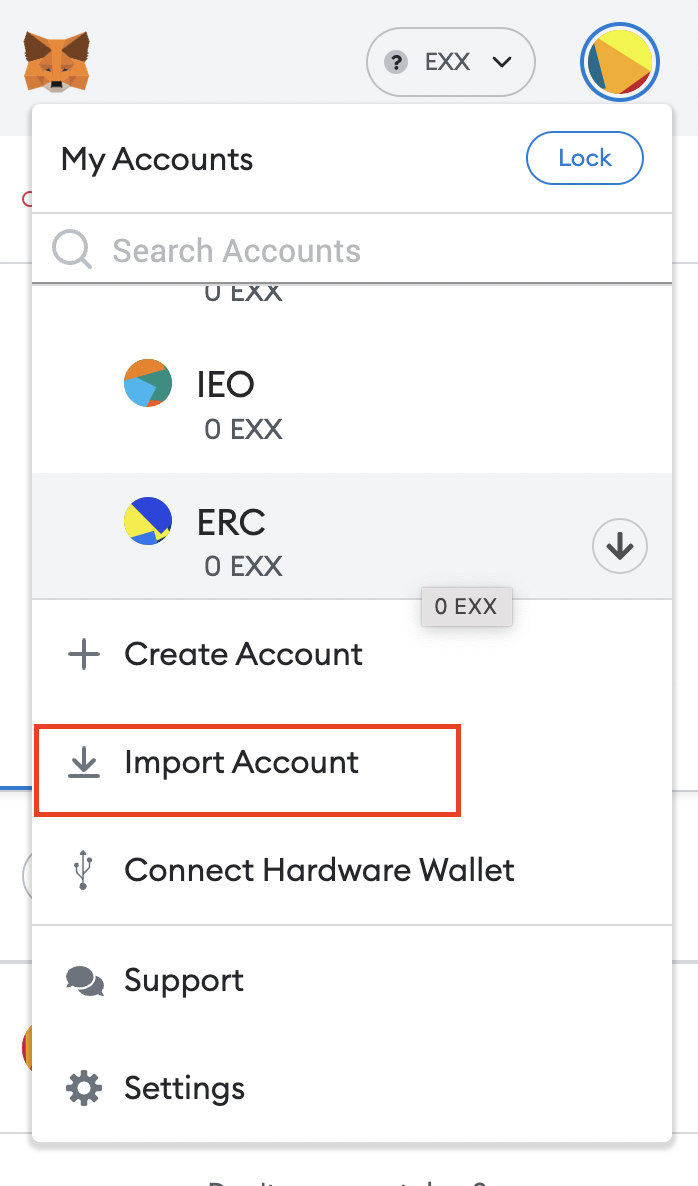 ? EXX
My Accounts
Lock
Search Accounts
0 EXX
IEO
0 EXX
ERC
0 EXX
0 EXX
Create Account
Import Account
Connect Hardware Wallet
Support
Settings